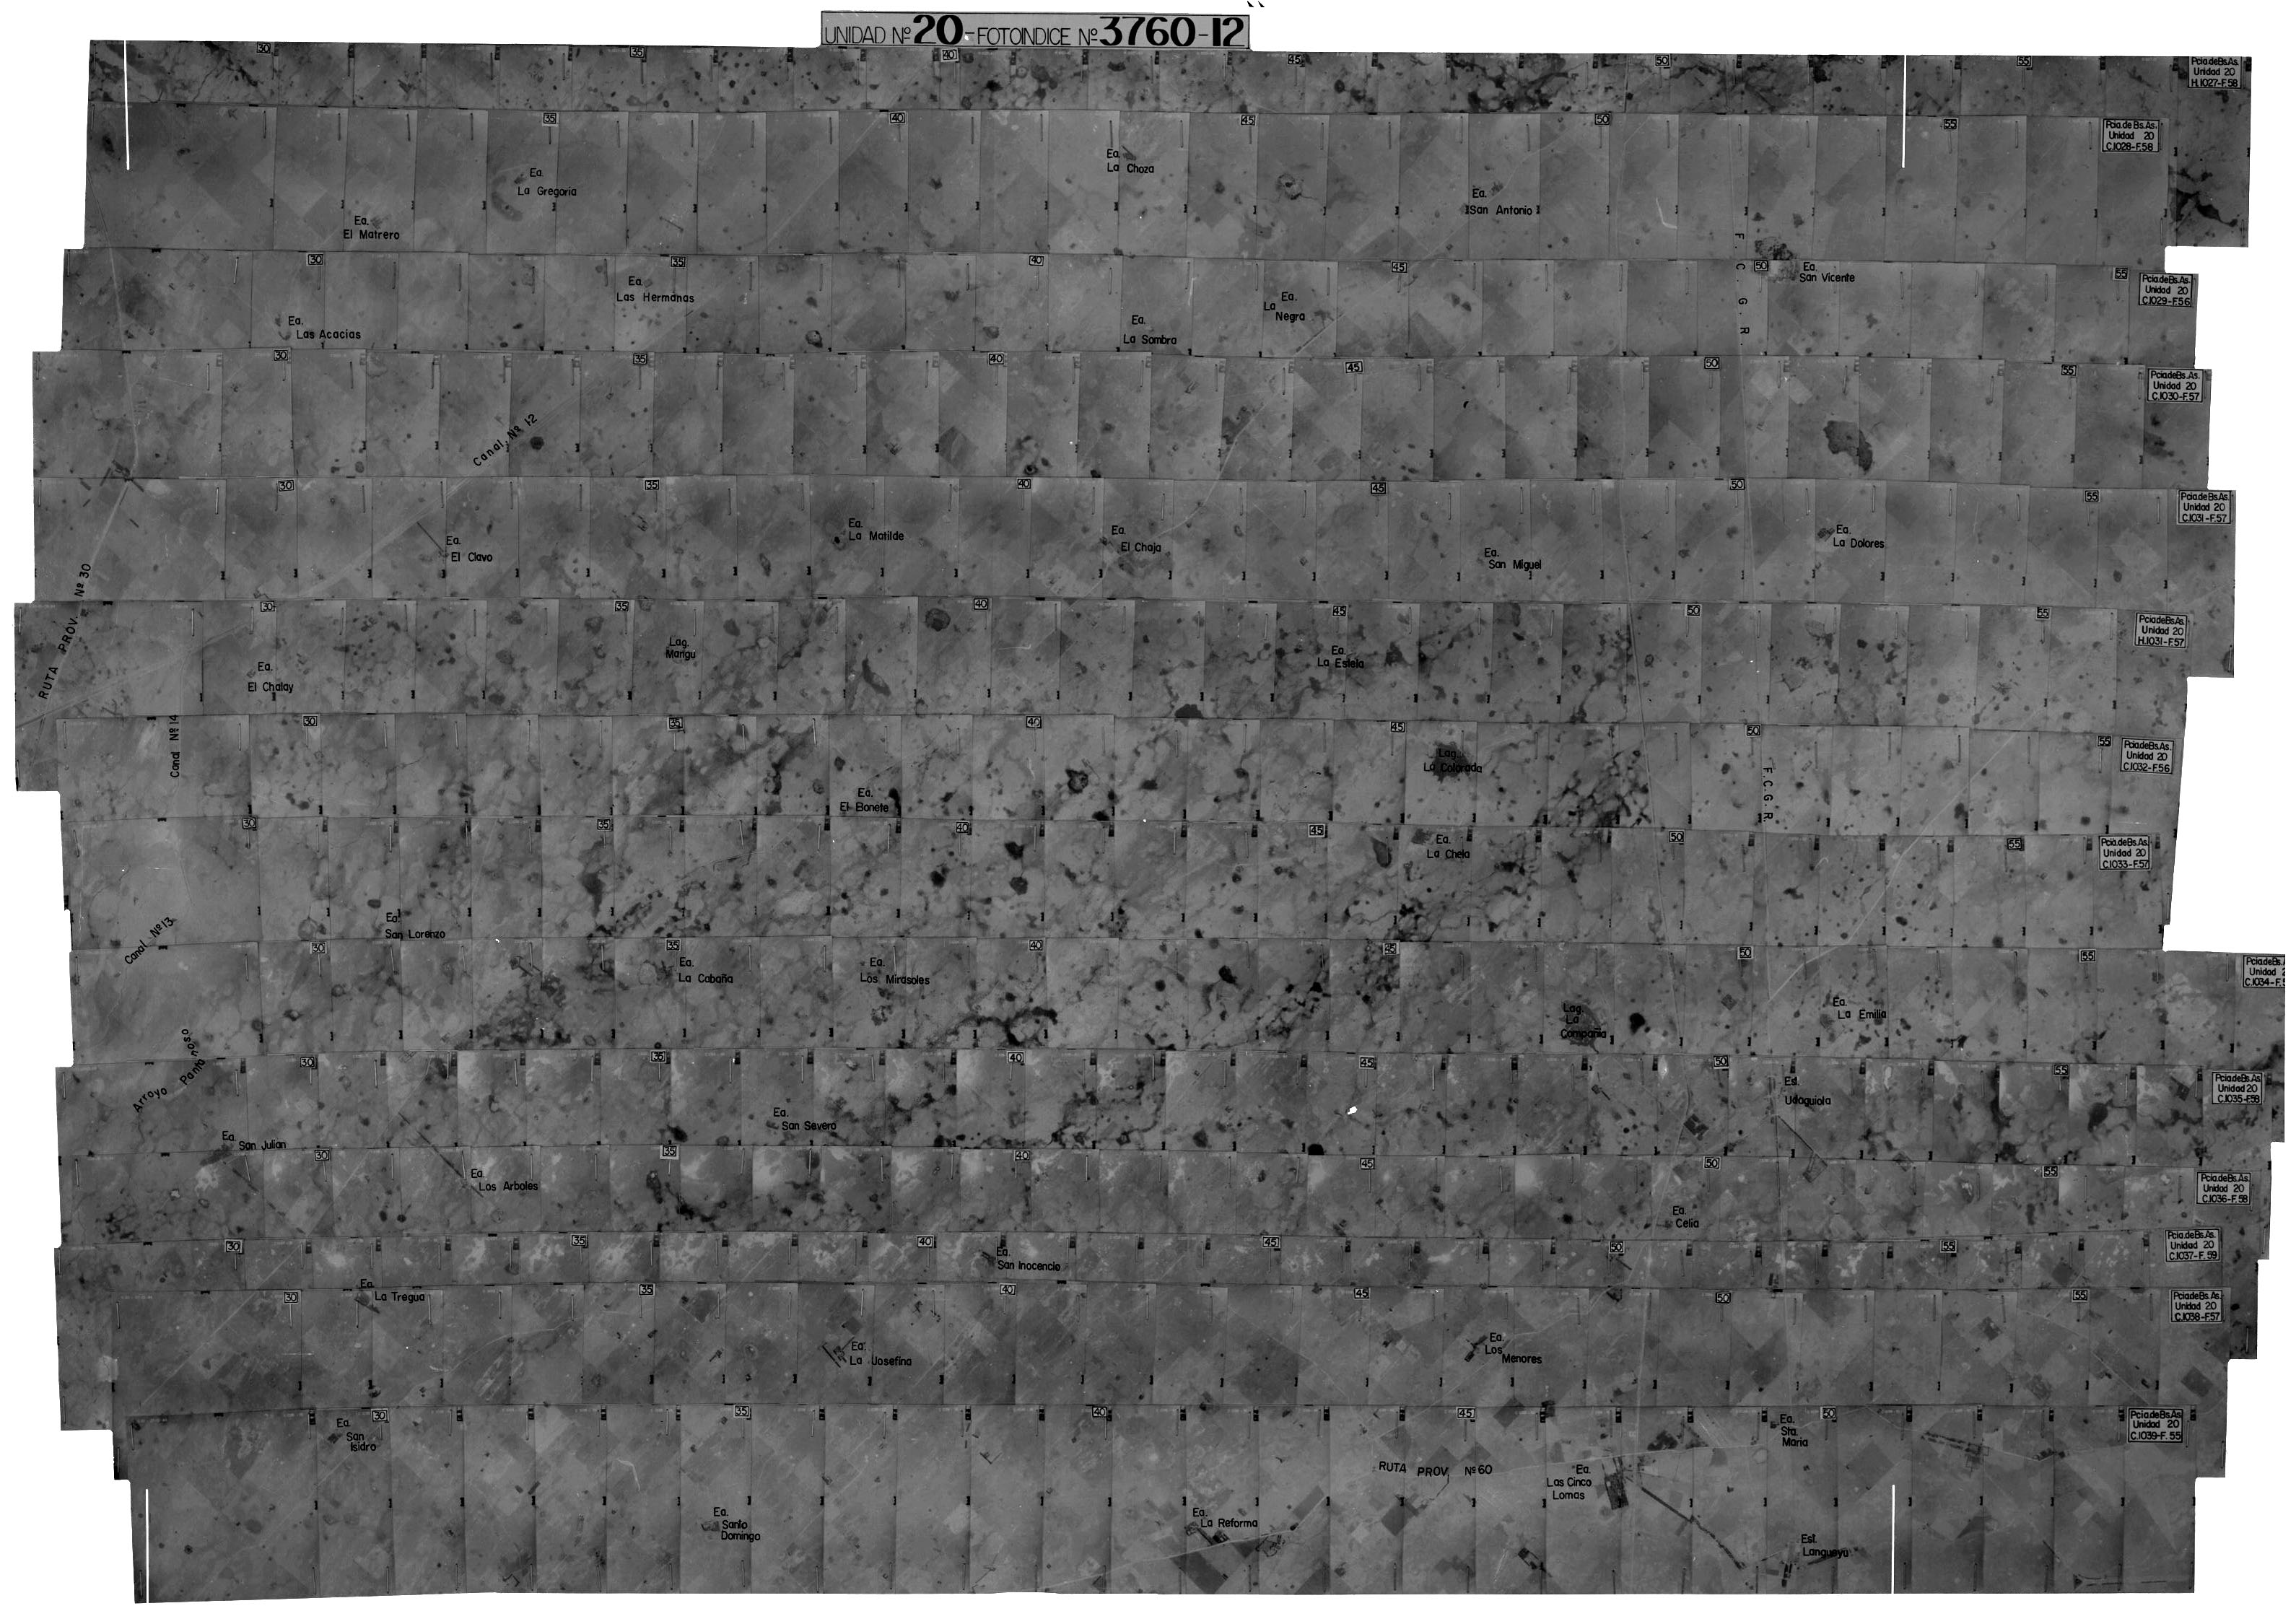 UNIDAD Nº 20 - FOTOINDICE Nº 3760-12
30 35 40 45 50 55
Pcia.de Bs.As.
Unidad 20
H.1027-F.58
35 40 45 50 55
Pcia.de Bs.As.
Unidad 20
C.1028-F.58
Ea.
La Choza
Ea.
La Gregoria
Ea.
San Antonio
Ea.
El Matrero
F. C. G. R.
30 35 40 45 50 55
Ea.
San Vicente
Pcia.de Bs.As.
Unidad 20
C.1029-F.56
Ea.
Las Hermanas
Ea.
La
Negra
Ea.
Las Acacias
Ea.
La Sombra
30 35 40 45 50 55
Pcia.de Bs.As.
Unidad 20
C.1030-F.57
Canal Nº 12
30 35 40 45 50 55
Pcia.de Bs.As.
Unidad 20
C.1031-F.57
Ea.
La Matilde
Ea.
El Chaja
Ea.
La Dolores
Ea.
El Clavo
Ea.
San Miguel
RUTA PROV Nº 30
30 35 40 45 50 55
Pcia.de Bs.As.
Unidad 20
H.1031-F.57
Lag.
Mangu
Ea.
La Estela
Ea.
El Chalay
Canal Nº 14
30 35 40 45 50 55
Pcia.de Bs.As.
Unidad 20
C.1032-F.56
Lag.
La Colorada
F.C.G.R.
Ea.
El Bonete
30 35 40 45 50 55
Ea.
La Chela
Pcia.de Bs.As.
Unidad 20
C.1033-F.57
Ea.
San Lorenzo
Canal Nº 13
30 35 40 45 50 55
Pcia.de Bs.A
Unidad 2
C.1034-F.5
Ea.
La Cabaña
Ea.
Los Mirasoles
Ea.
La Emilia
Lag.
La
Compañia
Arroyo Pantanoso
30 35 40 45 50 55
Est.
Udaquiola
Pcia.de Bs.As.
Unidad 20
C.1035-F.58
Ea.
San Severo
Ea.
San Julian
30 35 40 45 50 55
Ea.
Los Arboles
Pcia.de Bs.As.
Unidad 20
C.1036-F.58
Ea.
Celia
30 35 40 45 50 55
Pcia.de Bs.As.
Unidad 20
C.1037-F.59
Ea.
San Inocencio
Ea.
La Tregua
30 35 40 45 50 55
Pcia.de Bs.As.
Unidad 20
C.1038-F.57
Ea.
La Josefina
Ea.
Los
Menores
30 35 40 45 50
Pcia.de Bs.As.
Unidad 20
C.1039-F.55
Ea.
San
Isidro
Ea.
Sta.
Maria
RUTA PROV. Nº 60
Ea.
Las Cinco
Lomas
Ea.
Santo
Domingo
Ea.
La Reforma
Est.
Langueyú